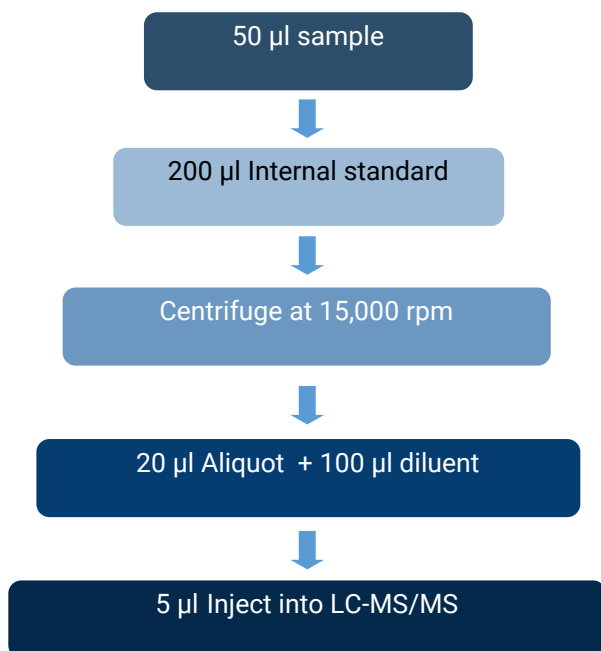 50 µl sample
200 µl Internal standard
Centrifuge at 15,000 rpm
20 µl Aliquot + 100 µl diluent
5 µl Inject into LC-MS/MS